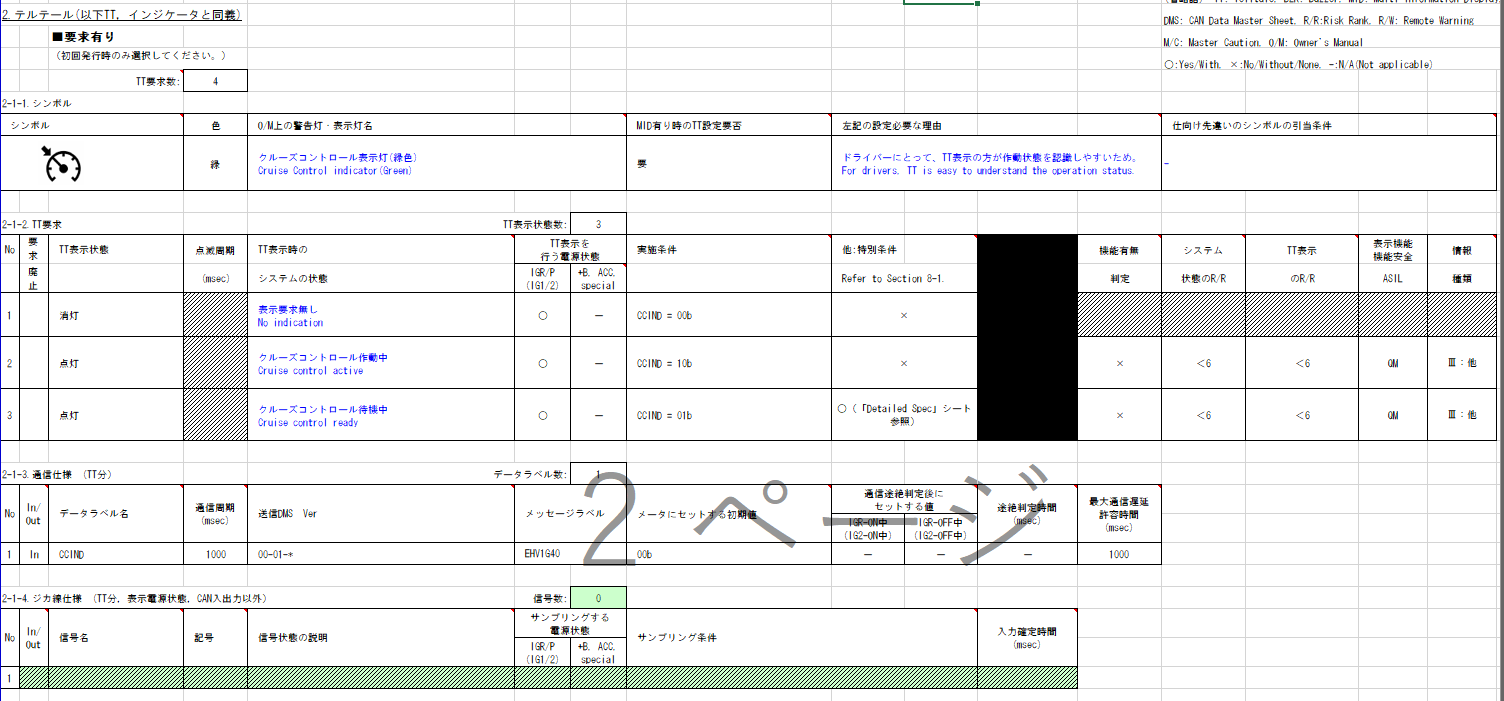 2.テルテール(以下TT, インジケータと同義)
■要求有り
(初回発行時のみ選択してください。)
DMS: CAN Data Master Sheet, R/R:Risk Rank, R/W: Remote Warning
M/C: Master Caution, O/M: Owner's Manual
○:Yes/With, ×:No/Without/None, -:N/A(Not applicable)
TT要求数: 4
2-1-1.シンボル
シンボル 色 O/M上の警告灯・表示灯名 MID有り時のTT設定要否 左記の設定必要な理由 仕向け先違いのシンボルの引当条件
緑 クルーズコントロール表示灯(緑色) 要 ドライバーにとって、TT表示の方が作動状態を認識しやすいため。 -
Cruise Control indicator(Green) For drivers, TT is easy to understand the operation status.
2-1-2.TT要求 TT表示状態数: 3
No 要求廃止 TT表示状態 点滅周期 (msec) TT表示時の システムの状態 TT表示を 行う電源状態 IGR/P (IG1/2) +B, ACC, special 実施条件 他:特別条件 Refer to Section 8-1. 機能有無 判定 システム 状態のR/R TT表示 のR/R 表示機能 機能安全 ASIL 情報 種類
1 消灯 表示要求無し ○ － CCIND = 00b ×
No indication
2 点灯 クルーズコントロール作動中 ○ － CCIND = 10b × × <6 <6 QM Ⅲ：他
Cruise control active
3 点灯 クルーズコントロール待機中 ○ － CCIND = 01b ○（「Detailed Spec」シート × <6 <6 QM Ⅲ：他
Cruise control ready 参照）
2-1-3.通信仕様 (TT分) データラベル数: 1
No In/Out データラベル名 通信周期 (msec) 送信DMS Ver メッセージラベル メータにセットする初期値 通信途絶判定後に セットする値 IGR-ON中 (IG2-ON中) IGR-OFF中 (IG2-OFF中) 途絶判定時間 (msec) 最大通信遅延 許容時間 (msec)
1 In CCIND 1000 00-01-* EHV1G40 00b － － － 1000
2 ページ
2-1-4.ジカ線仕様 (TT分, 表示電源状態, CAN入出力以外) 信号数: 0
No In/Out 信号名 記号 信号状態の説明 サンプリングする 電源状態 IGR/P (IG1/2) +B, ACC, special サンプリング条件 入力確定時間 (msec)
1